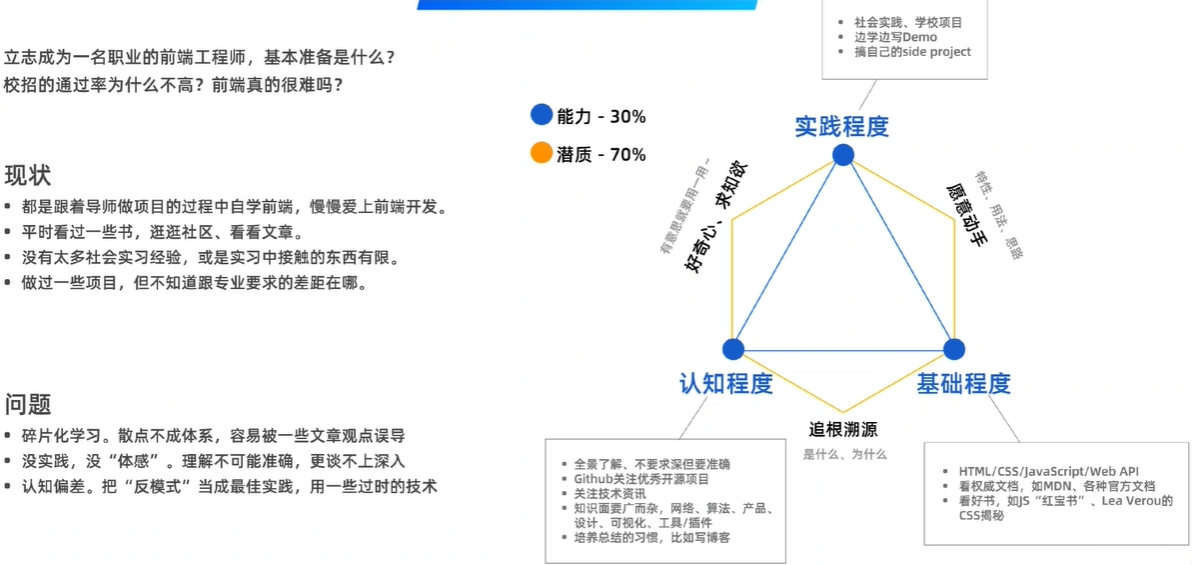 立志成为一名职业的前端工程师，基本准备是什么？
校招的通过率为什么不高？前端真的很难吗？
现状
• 都是跟着导师做项目的过程中自学前端，慢慢爱上前端开发。
• 平时看过一些书，逛逛社区、看看文章。
• 没有太多社会实习经验，或是实习中接触的东西有限。
• 做过一些项目，但不知道跟专业要求的差距在哪。
问题
• 碎片化学习。散点不成体系，容易被一些文章观点误导
• 没实践，没“体感”。理解不可能准确，更谈不上深入
• 认知偏差。把“反模式”当成最佳实践，用一些过时的技术
能力 - 30%
潜质 - 70%
• 社会实践、学校项目
• 边学边写Demo
• 搞自己的side project
实践程度
有意思就要用一用~
好奇心、求知欲
愿意动手
特性、用法、思路
认知程度
基础程度
追根溯源
是什么、为什么
• 全景了解、不要求深但要准确
• Github关注优秀开源项目
• 关注技术资讯
• 知识面要广而杂，网络、算法、产品、
设计、可视化、工具/插件
• 培养总结的习惯，比如写博客
• HTML/CSS/JavaScript/Web API
• 看权威文档，如MDN、各种官方文档
• 看好书，如JS“红宝书”、Lea Verou的
CSS揭秘